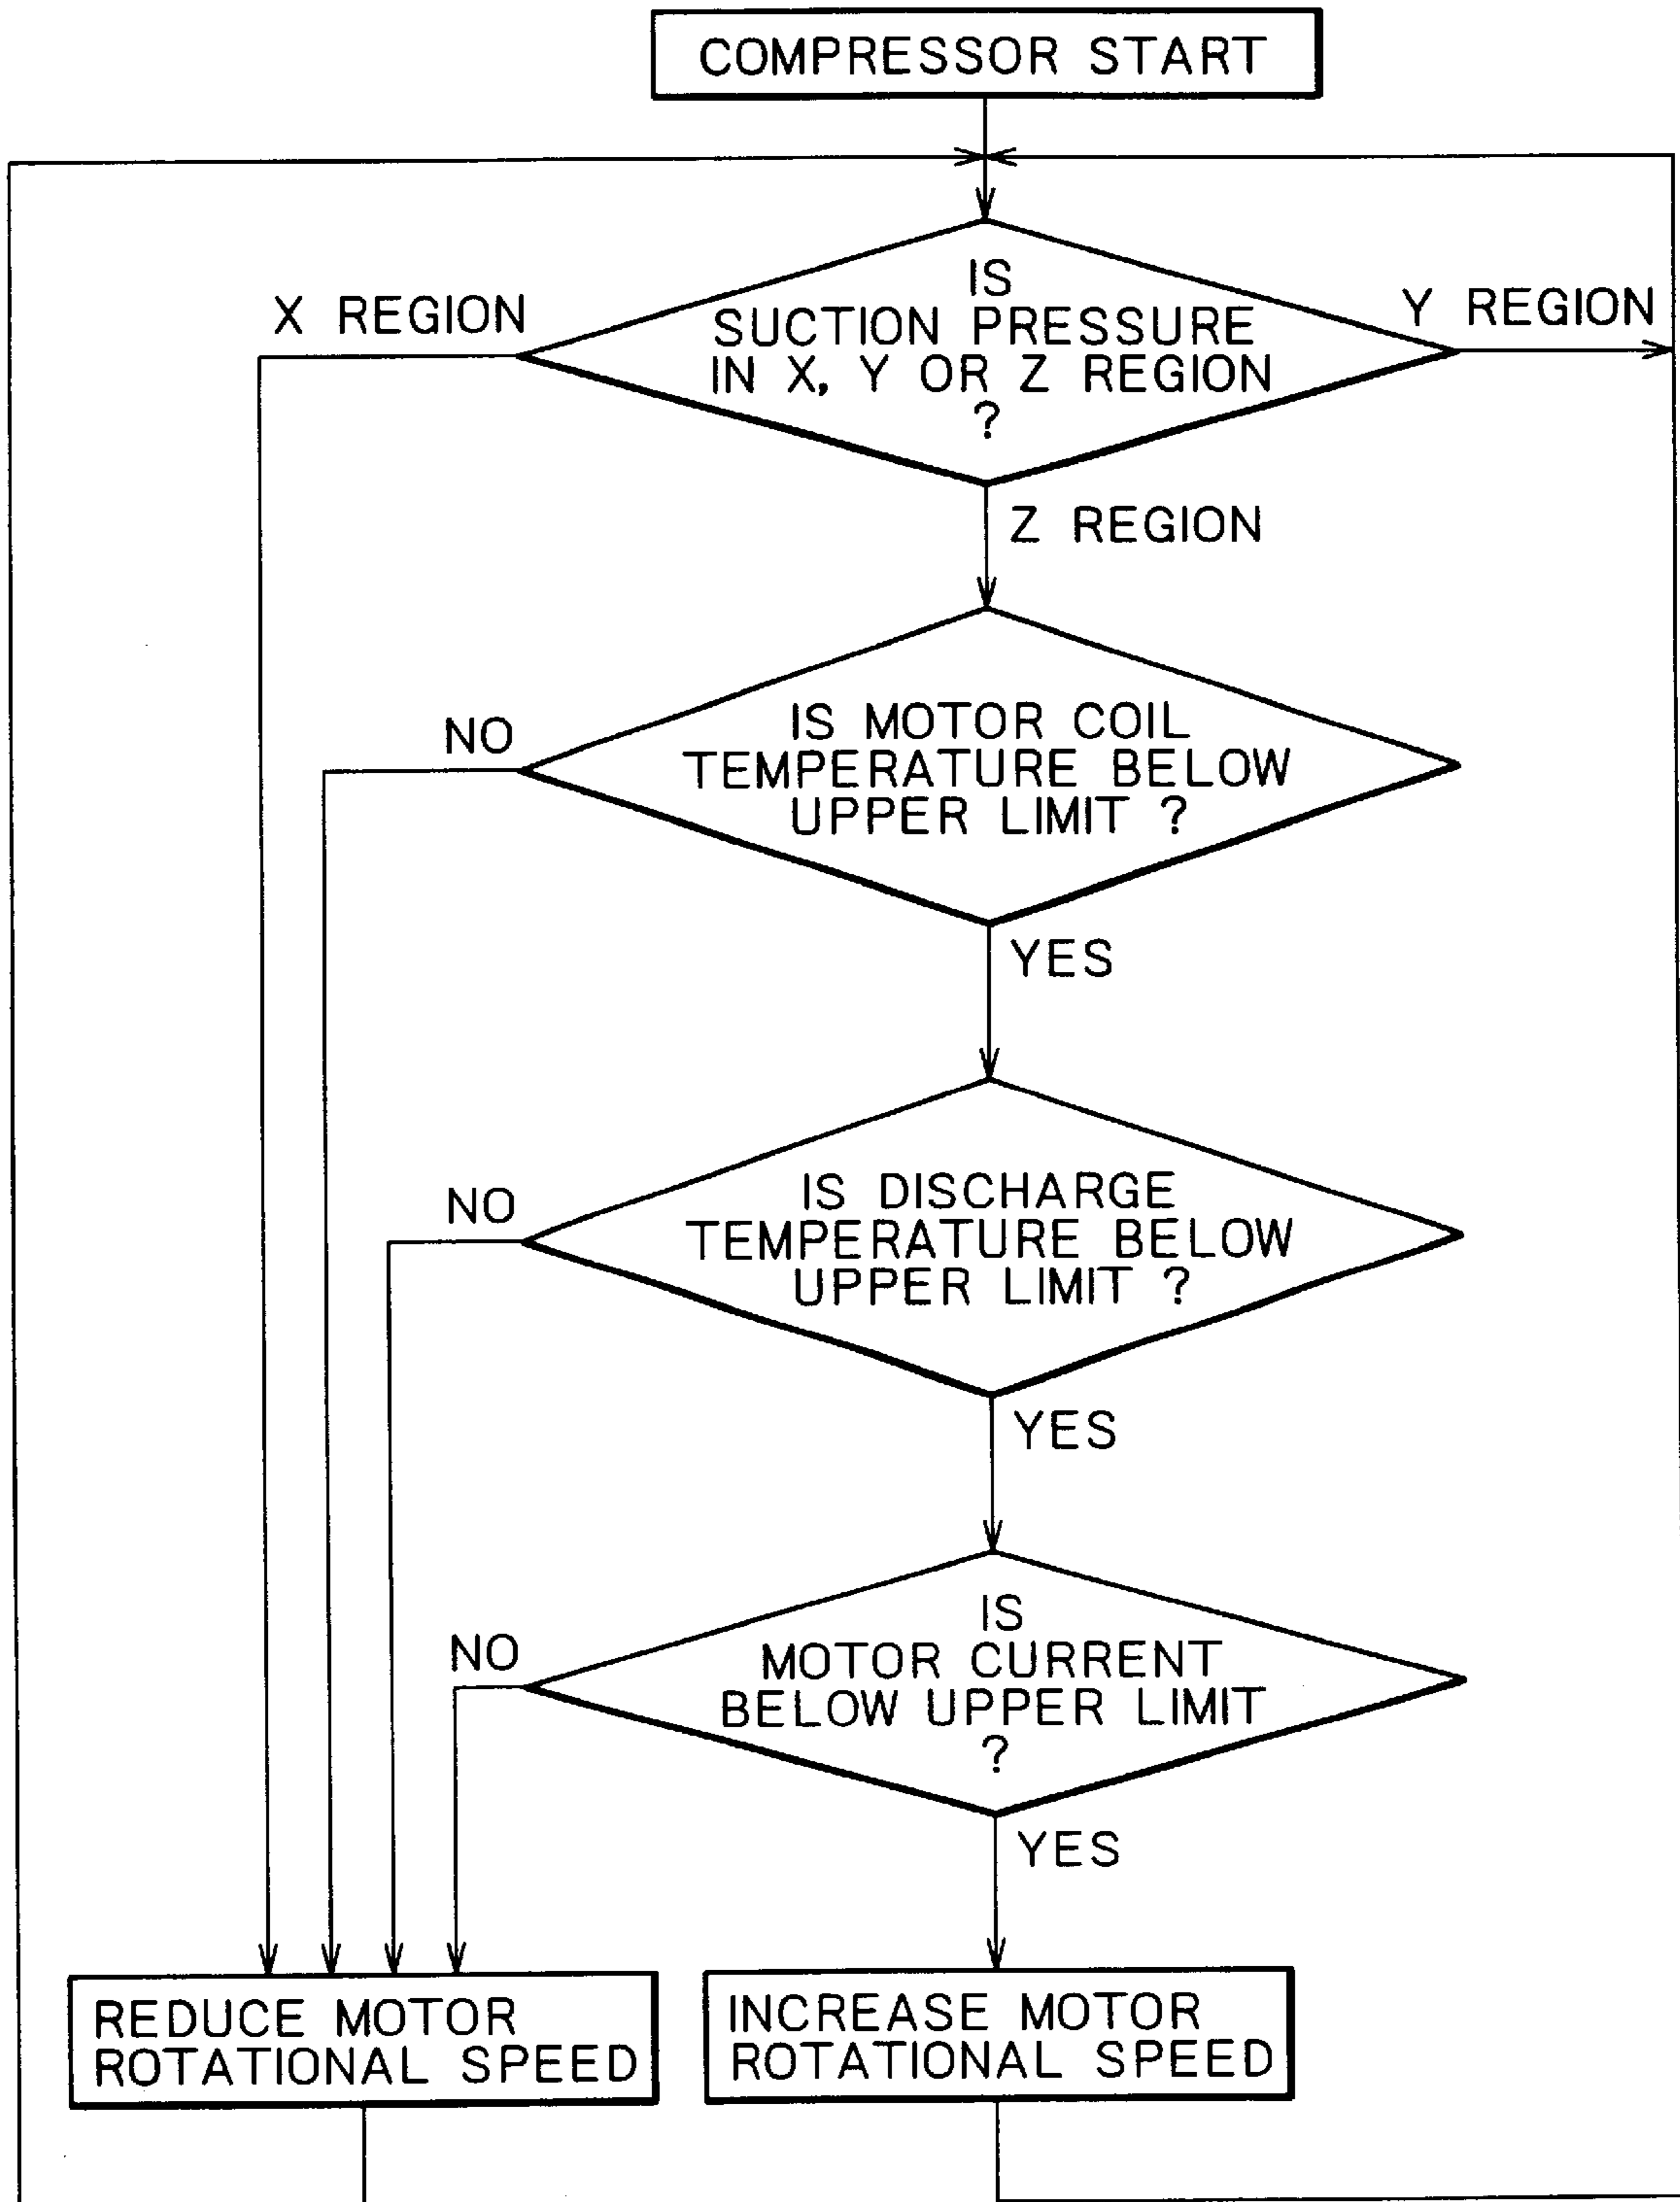 COMPRESSOR START
IS
SUCTION PRESSURE
IN X, Y OR Z REGION
?
X REGION
Y REGION
Z REGION
IS MOTOR COIL
TEMPERATURE BELOW
UPPER LIMIT ?
NO
YES
IS DISCHARGE
TEMPERATURE BELOW
UPPER LIMIT ?
NO
YES
IS
MOTOR CURRENT
BELOW UPPER LIMIT
?
NO
YES
REDUCE MOTOR
ROTATIONAL SPEED
INCREASE MOTOR
ROTATIONAL SPEED